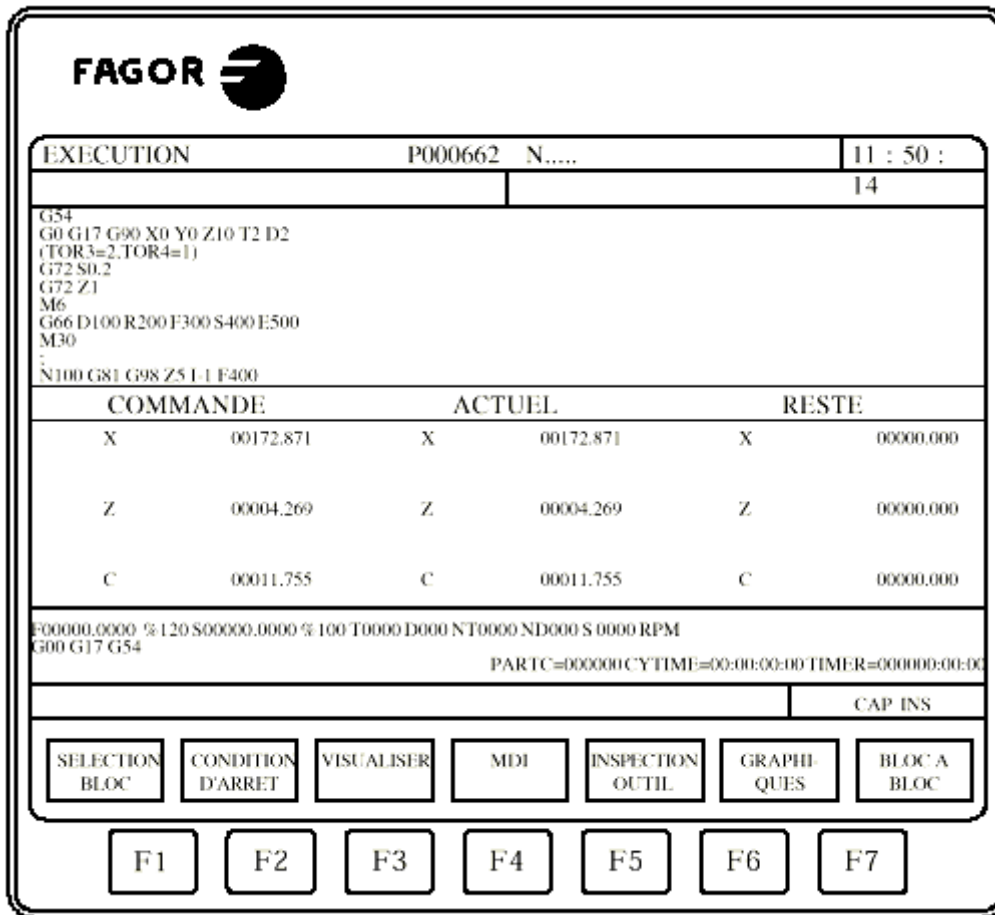 FAGOR
EXECUTION P000662 N..... 11 : 50 :
14
G54
G0 G17 G90 X0 Y0 Z10 T2 D2
(TOR3=2,TOR4=1)
G72 S0.2
G72 Z1
M6
G66 D100 R200 F300 S400 E500
M30
;
N100 G81 G98 Z5 I-1 F400
COMMANDE ACTUEL RESTE
X 00172.871 X 00172.871 X 00000.000
Z 00004.269 Z 00004.269 Z 00000.000
C 00011.755 C 00011.755 C 00000.000
F00000.0000 %120 S00000.0000 %100 T0000 D000 NT0000 ND000 S 0000 RPM
G00 G17 G54
PARTC=000000 CYTIME=00:00:00:00 TIMER=000000:00:00
CAP INS
SELECTION BLOC
CONDITION D'ARRET
VISUALISER
MDI
INSPECTION OUTIL
GRAPHI-QUES
BLOC A BLOC
F1 F2 F3 F4 F5 F6 F7